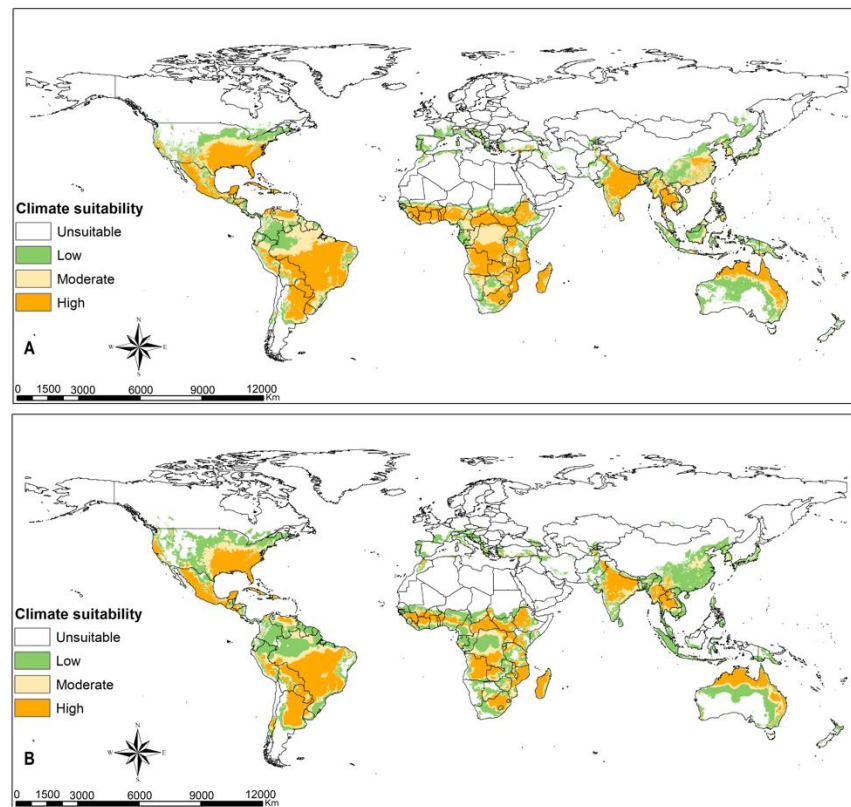 Climate suitability
Unsuitable
Low
Moderate
High
N
W E
S
A
0 1500 3000 6000 9000 12000
Km
Climate suitability
Unsuitable
Low
Moderate
High
N
W E
S
B
0 1500 3000 6000 9000 12000
Km